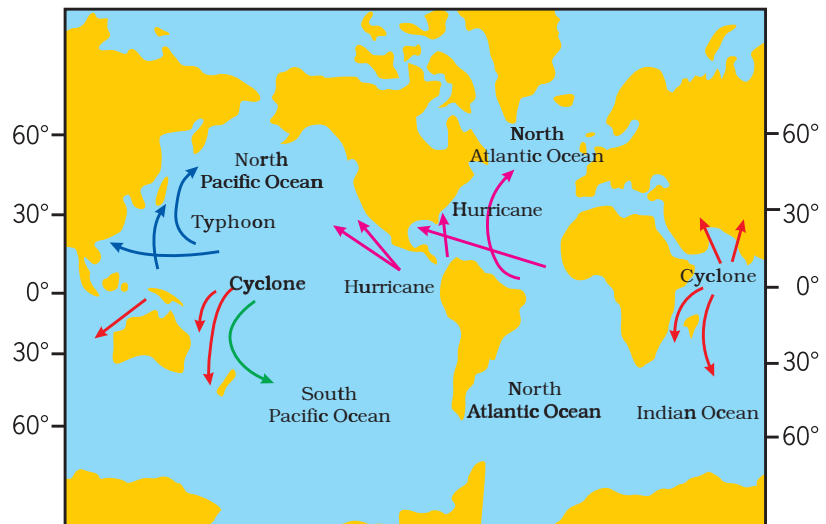 60°
30°
0°
30°
60°
North
Pacific Ocean
Typhoon
Cyclone
South
Pacific Ocean
Hurricane
North
Atlantic Ocean
Hurricane
North
Atlantic Ocean
Cyclone
Indian Ocean
60°
30°
0°
30°
60°